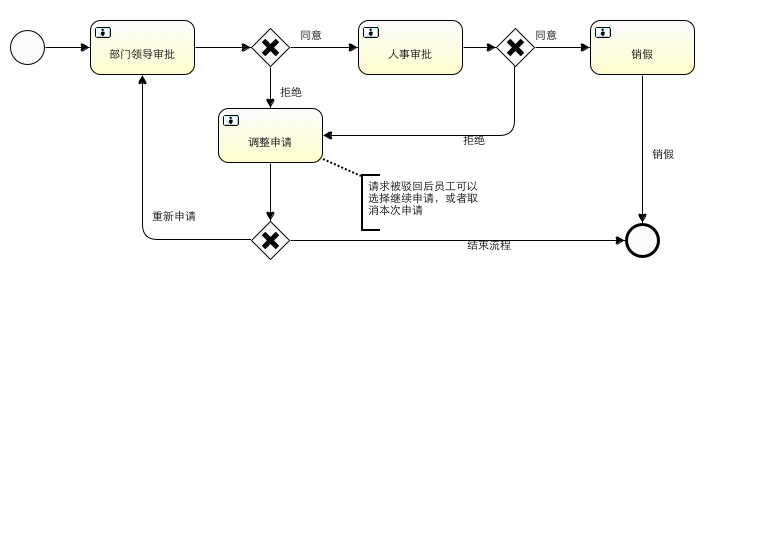 部门领导审批
同意
人事审批
同意
销假
拒绝
调整申请
拒绝
销假
请求被驳回后员工可以
选择继续申请，或者取
消本次申请
重新申请
结束流程